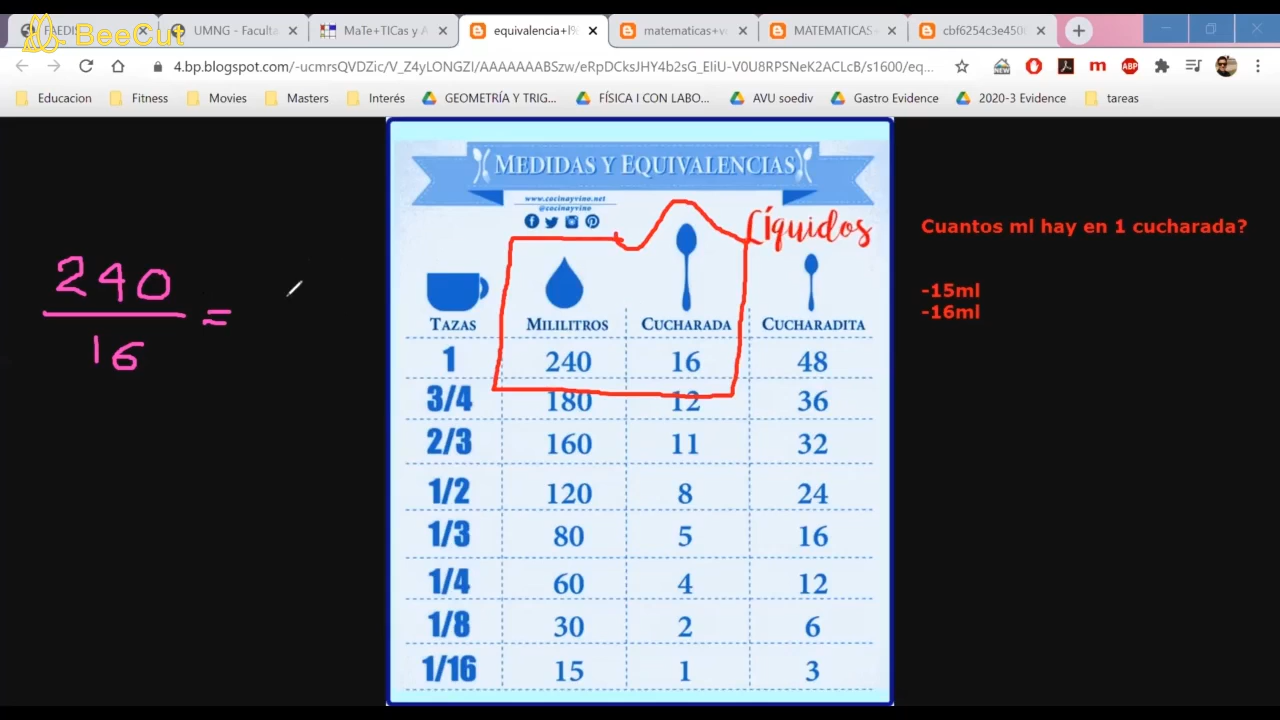 FAEDIS
UMNG - Faculta
MaTe+TICas y A
equivalencia+l%
matematicas+v
MATEMATICAS+
cbf6254c3e450
BeeCut
4.bp.blogspot.com/-ucmrsQVDZic/V_Z4yLONGZI/AAAAAAABSzw/eRpDCksJHY4b2sG_EIiU-V0U8RPSNeK2ACLcB/s1600/eq...
NEW
m
ABP
Educacion
Fitness
Movies
Masters
Interés
GEOMETRÍA Y TRIG...
FÍSICA I CON LABO...
AVU soediv
Gastro Evidence
2020-3 Evidence
tareas
MEDIDAS Y EQUIVALENCIAS
www.cocinayvino.net
@cocinayvino
Líquidos
TAZAS MILILITROS CUCHARADA CUCHARADITA
1 240 16 48
3/4 180 12 36
2/3 160 11 32
1/2 120 8 24
1/3 80 5 16
1/4 60 4 12
1/8 30 2 6
1/16 15 1 3
240
=
16
Cuantos ml hay en 1 cucharada?
-15ml
-16ml